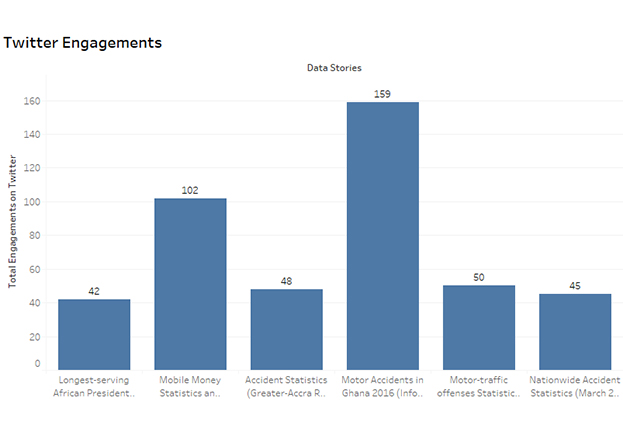 Twitter Engagements
Data Stories
Total Engagements on Twitter
160
140
120
100
80
60
40
20
0
42
102
48
159
50
45
Longest-serving
African President..
Mobile Money
Statistics an..
Accident Statistics
(Greater-Accra R..
Motor Accidents in
Ghana 2016 (Info..
Motor-traffic
offenses Statistic..
Nationwide Accident
Statistics (March 2..